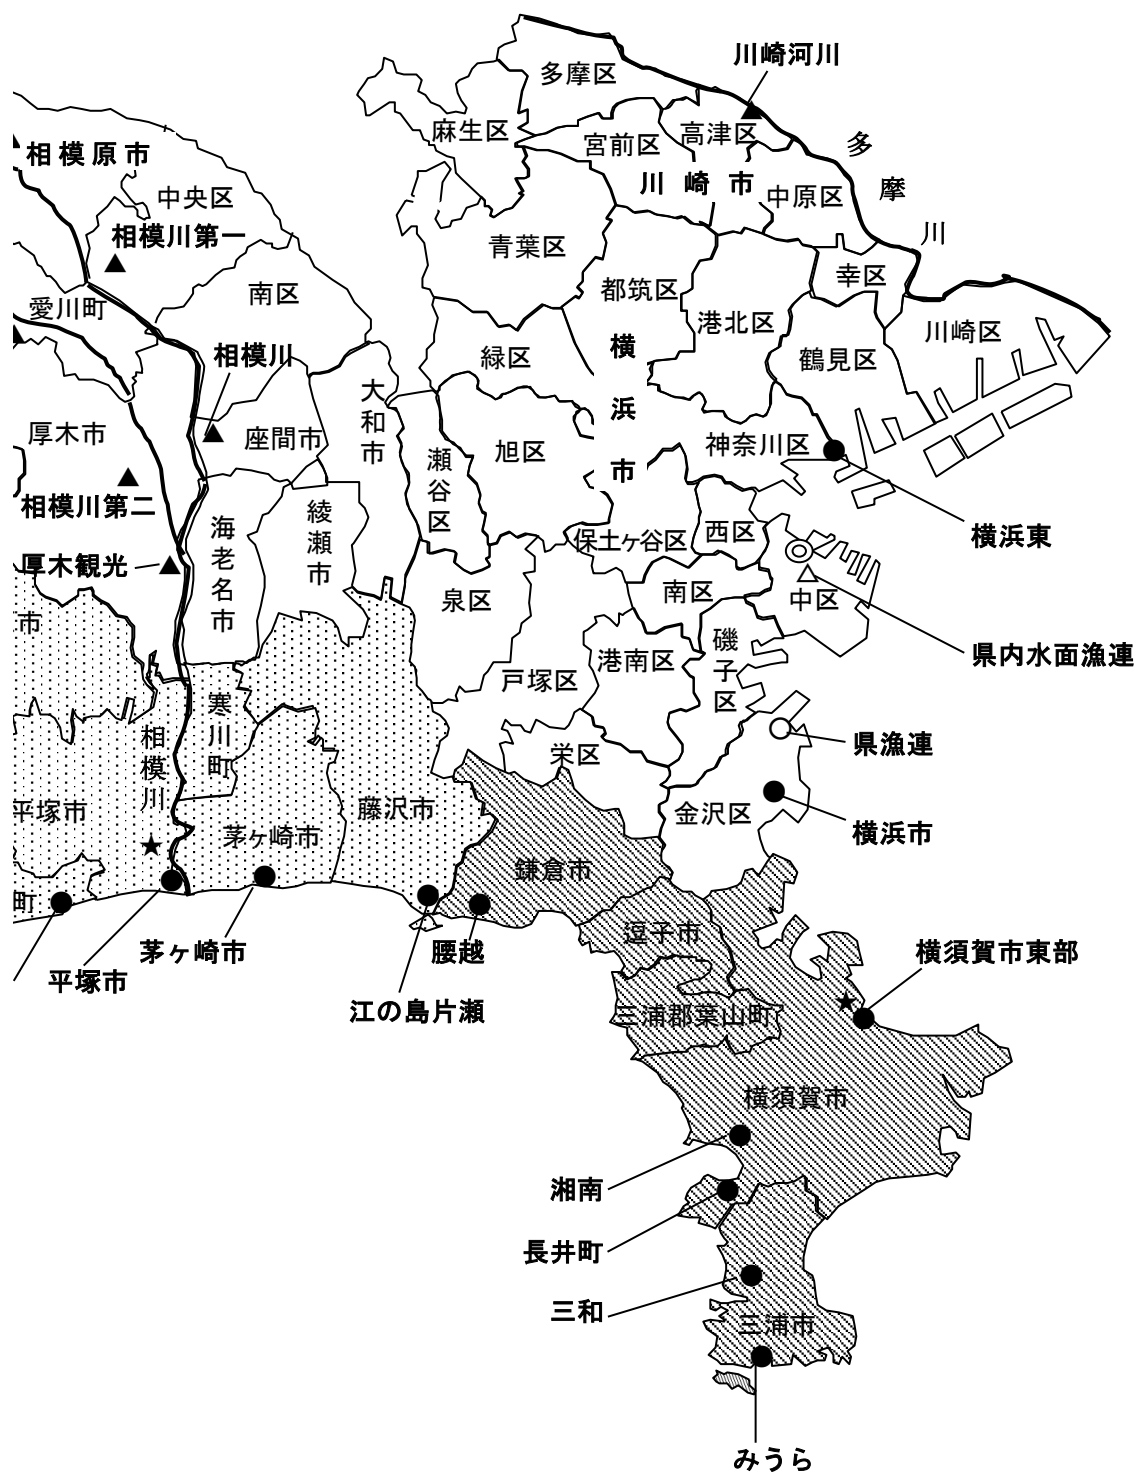 川崎河川
多摩区
麻生区
宮前区
高津区
多摩川
相模原市
中央区
川崎市
中原区
相模川第一
青葉区
幸区
愛川町
南区
都筑区
港北区
川崎区
相模川
緑区
横浜市
鶴見区
大和市
厚木市
座間市
瀬谷区
旭区
神奈川区
相模川第二
海老名市
綾瀬市
保土ヶ谷区
西区
横浜東
厚木観光
泉区
南区
中区
市
磯子区
県内水面漁連
港南区
戸塚区
寒川町
相模川
栄区
県漁連
平塚市
茅ヶ崎市
藤沢市
金沢区
横浜市
鎌倉市
町
逗子市
茅ヶ崎市
腰越
横須賀市東部
平塚市
江の島片瀬
三浦郡葉山町
横須賀市
湘南
長井町
三和
三浦市
みうら